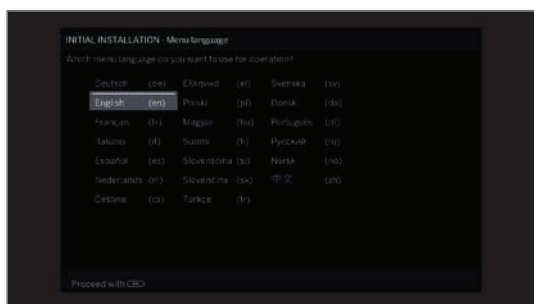 INITIAL INSTALLATION - Menu language
Which menu language do you want to use for operation?
Deutsch (de) Ελληνικά (el) Svenska (sv)
English (en) Polski (pl) Dansk (da)
Français (fr) Magyar (hu) Português (pt)
Italiano (it) Suomi (fi) Русский (ru)
Español (es) Slovenščina (sl) Norsk (no)
Nederlands (nl) Slovenčina (sk) 中文 (zh)
Čeština (cs) Türkçe (tr)
Proceed with OK